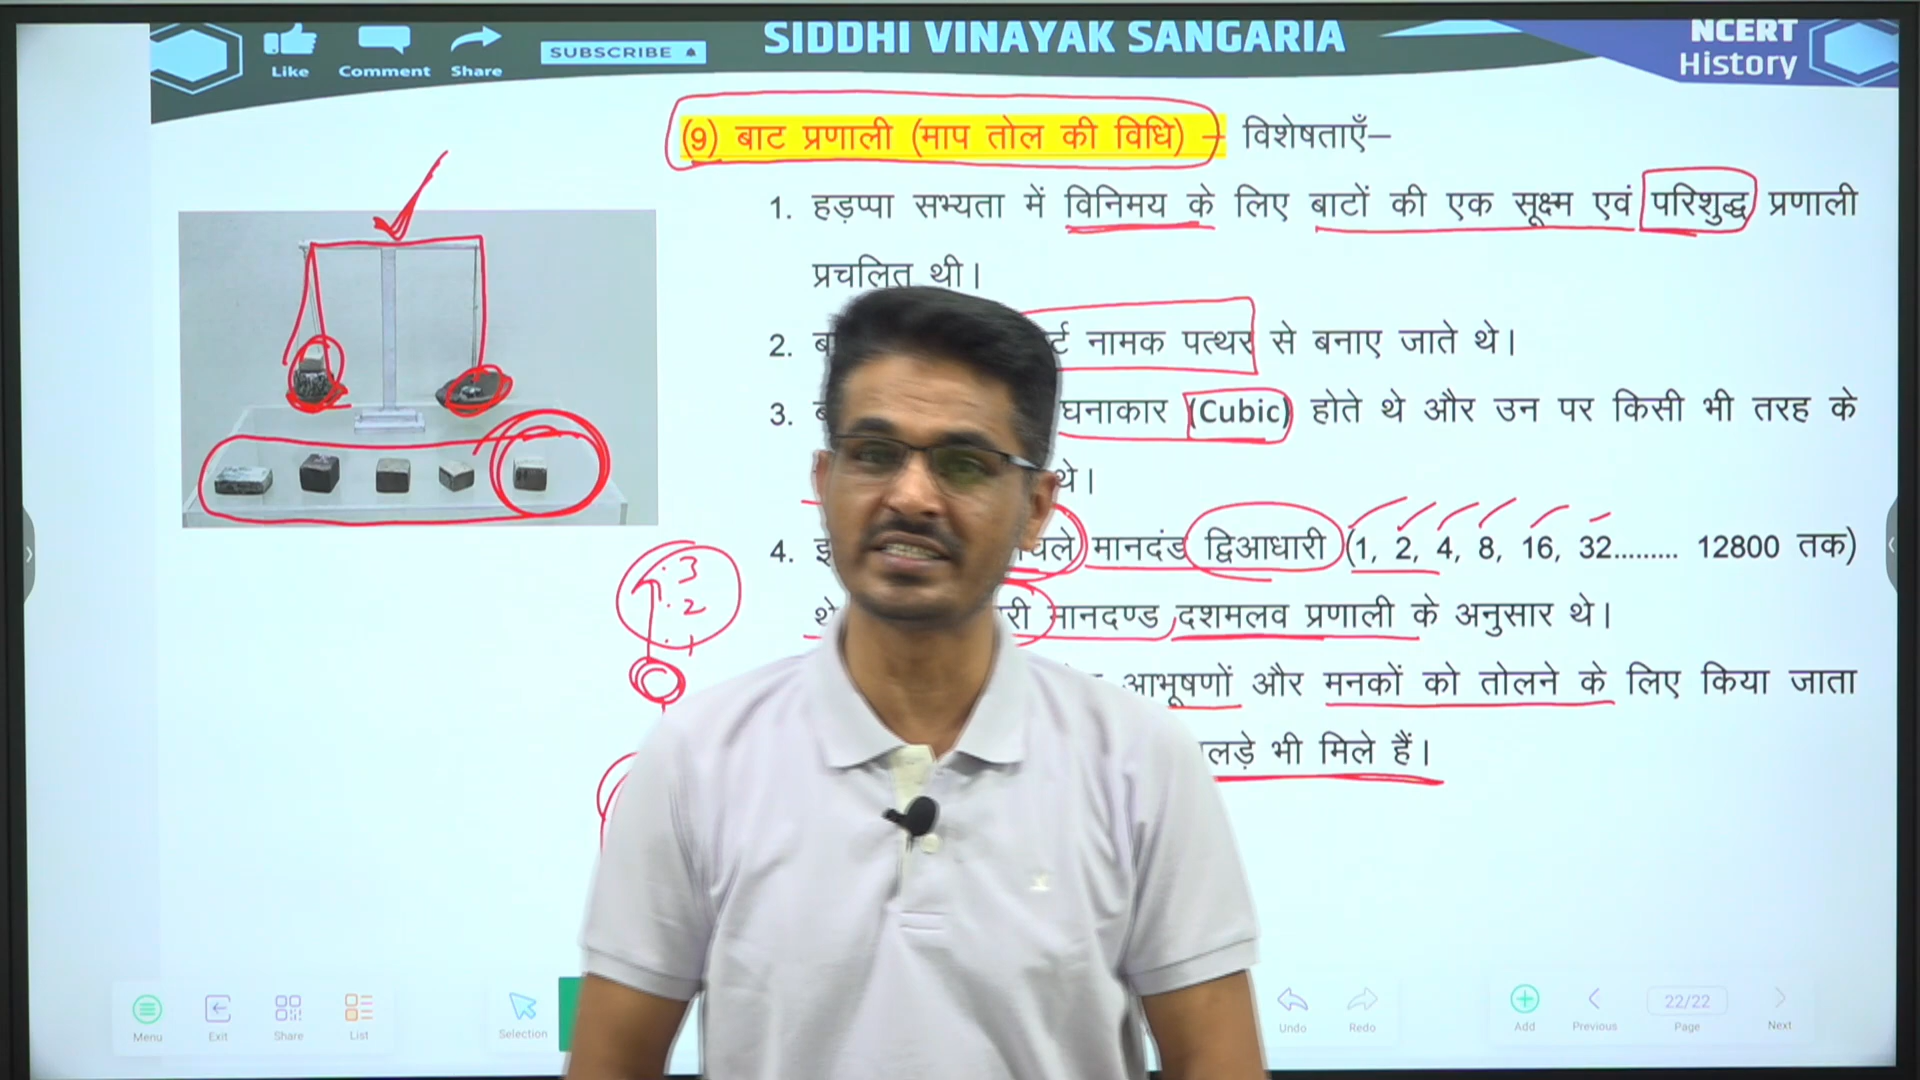 SIDDHI VINAYAK SANGARIA
NCERT
History
Like
Comment
Share
SUBSCRIBE
(9) बाट प्रणाली (माप तोल की विधि) – विशेषताएँ–
1. हड़प्पा सभ्यता में विनिमय के लिए बाटों की एक सूक्ष्म एवं परिशुद्ध प्रणाली
प्रचलित थी।
2. नामक पत्थर से बनाए जाते थे।
3. घनाकार (Cubic) होते थे और उन पर किसी भी तरह के
थे।
4. मानदंड द्विआधारी (1, 2, 4, 8, 16, 32......... 12800 तक)
मानदण्ड दशमलव प्रणाली के अनुसार थे।
आभूषणों और मनकों को तोलने के लिए किया जाता
भी मिले हैं।
3
2
1
Menu
Exit
Share
List
Selection
Undo
Redo
Add
Previous
22/22
Page
Next